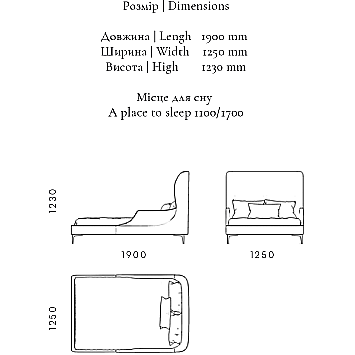 Розмір | Dimensions
Довжина | Lengh 1900 mm
Ширина | Width 1250 mm
Висота | High 1230 mm
Місце для сну
A place to sleep 1100/1700
1230
1900
1250
1250